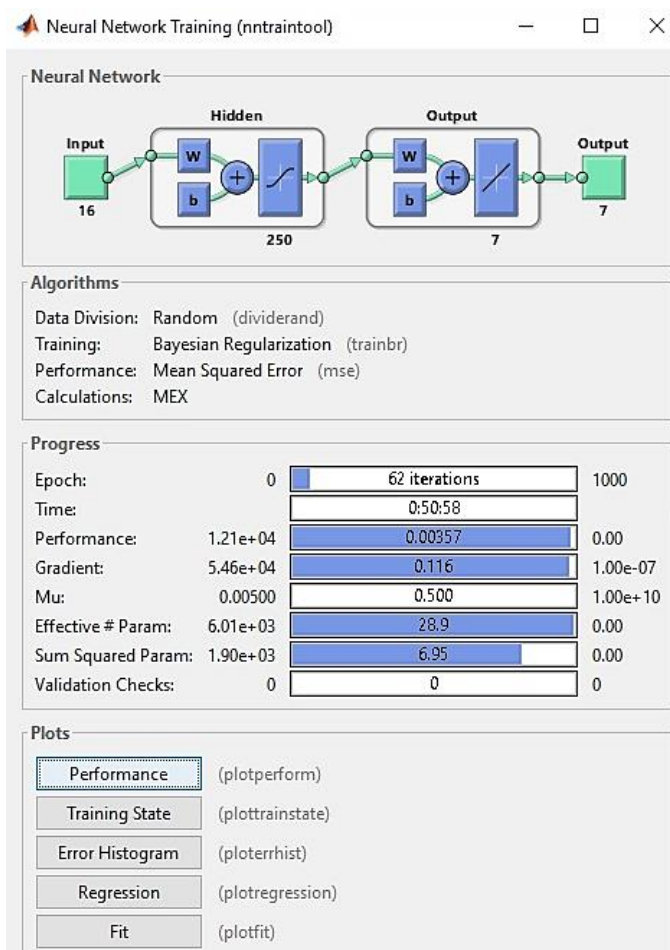 Neural Network Training (nntraintool)
Neural Network
Hidden Output
Input Output
W W
b b
16 7
250 7
Algorithms
Data Division: Random (dividerand)
Training: Bayesian Regularization (trainbr)
Performance: Mean Squared Error (mse)
Calculations: MEX
Progress
Epoch: 0 62 iterations 1000
Time: 0:50:58
Performance: 1.21e+04 0.00357 0.00
Gradient: 5.46e+04 0.116 1.00e-07
Mu: 0.00500 0.500 1.00e+10
Effective # Param: 6.01e+03 28.9 0.00
Sum Squared Param: 1.90e+03 6.95 0.00
Validation Checks: 0 0 0
Plots
Performance (plotperform)
Training State (plottrainstate)
Error Histogram (ploterrhist)
Regression (plotregression)
Fit (plotfit)